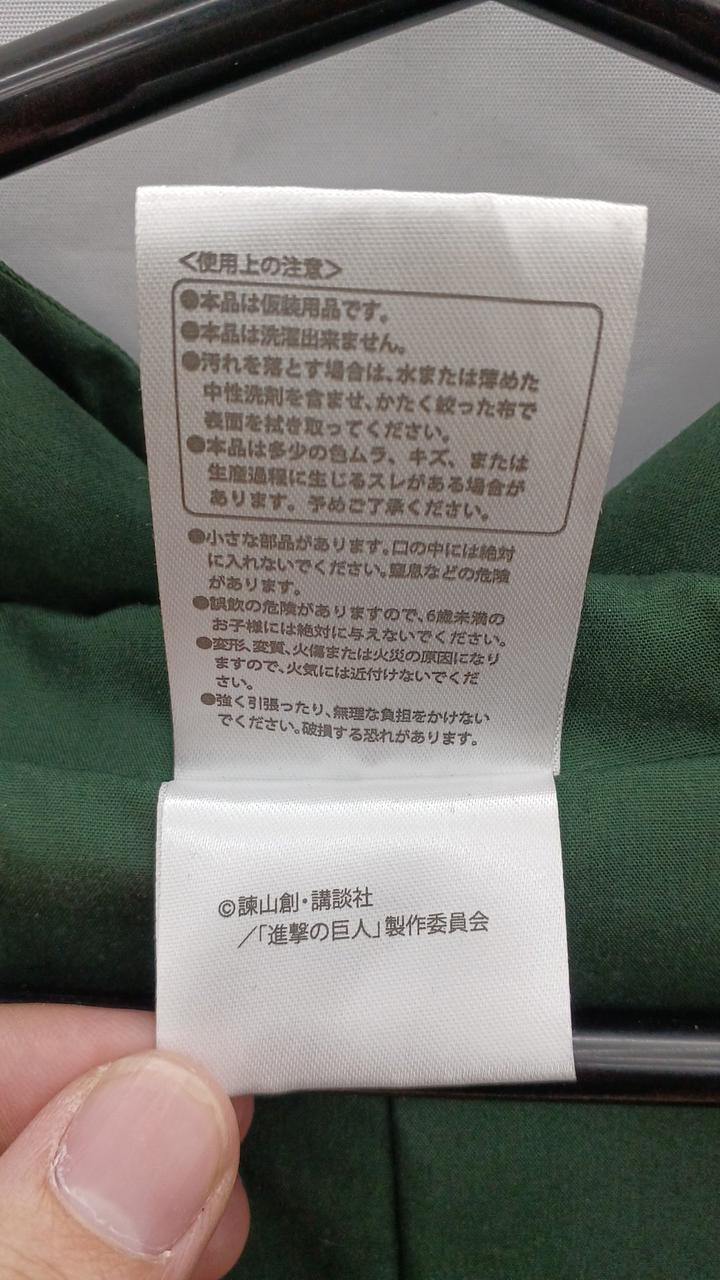 ＜使用上の注意＞
●本品は仮装用品です。
●本品は洗濯出来ません。
●汚れを落とす場合は、水または薄めた
中性洗剤を含ませ、かたく絞った布で
表面を拭き取ってください。
●本品は多少の色ムラ、キズ、または
生産過程に生じるスレがある場合が
あります。予めご了承ください。
●小さな部品があります。口の中には絶対
に入れないでください。窒息などの危険
があります。
●誤飲の危険がありますので、6歳未満の
お子様には絶対に与えないでください。
●変形、変質、火傷または火災の原因になり
ますので、火気には近付けないでくだ
さい。
●強く引張ったり、無理な負担をかけない
でください。破損する恐れがあります。
©諫山創・講談社
／「進撃の巨人」製作委員会